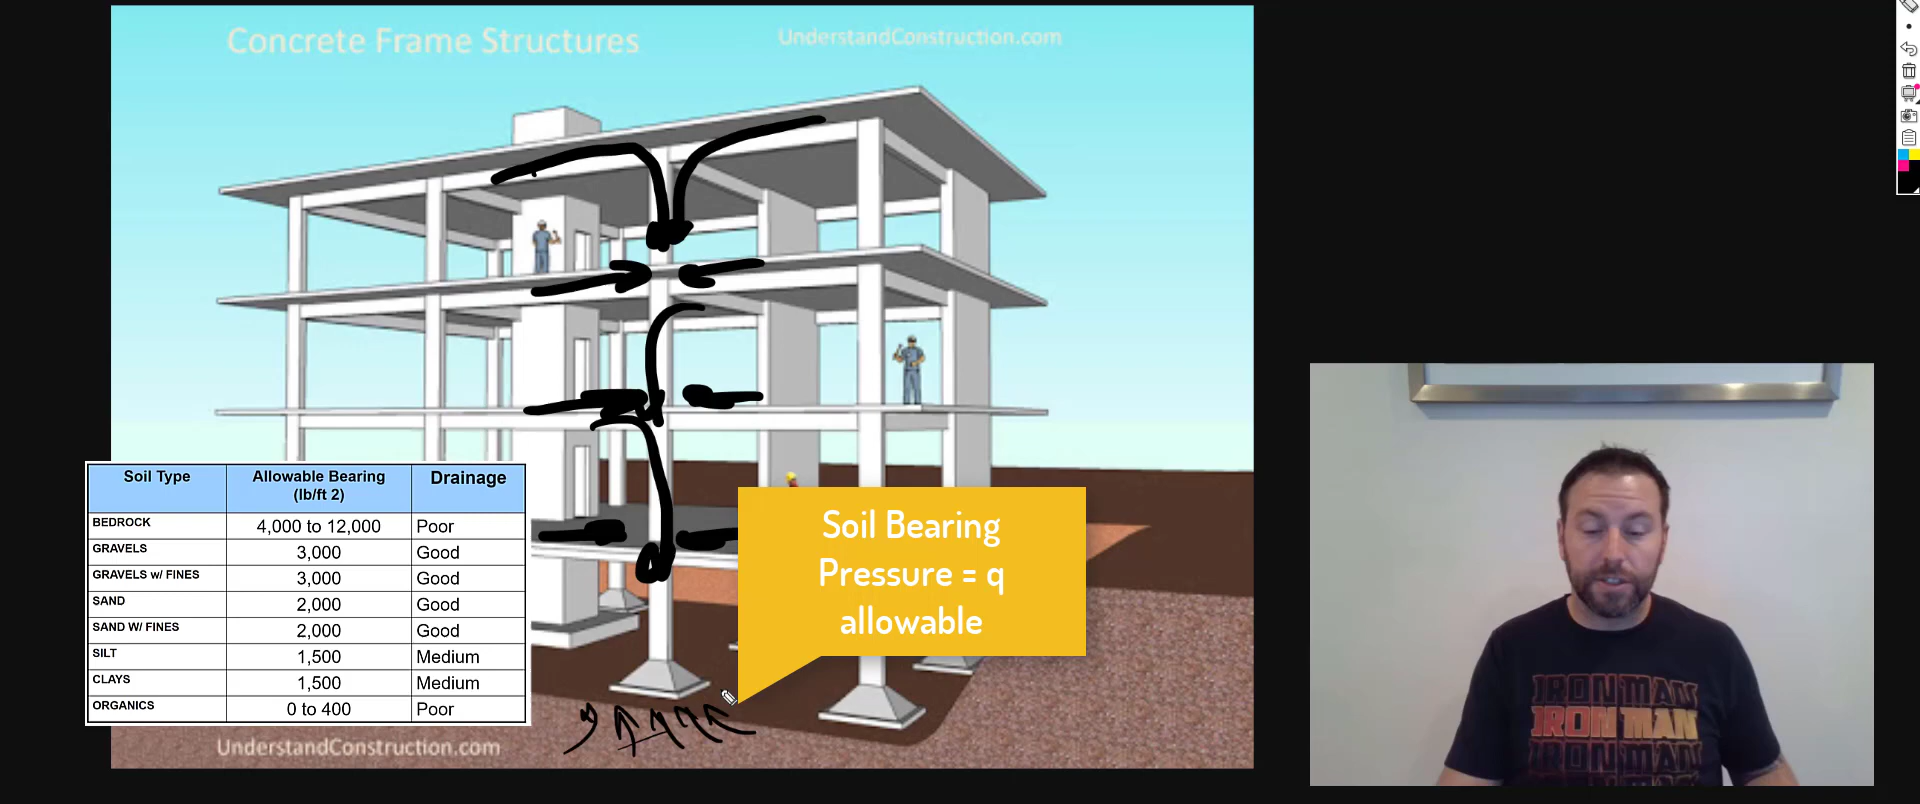 Concrete Frame Structures
UnderstandConstruction.com
Soil Type Allowable Bearing (lb/ft 2) Drainage
BEDROCK 4,000 to 12,000 Poor
GRAVELS 3,000 Good
GRAVELS w/ FINES 3,000 Good
SAND 2,000 Good
SAND W/ FINES 2,000 Good
SILT 1,500 Medium
CLAYS 1,500 Medium
ORGANICS 0 to 400 Poor
Soil Bearing
Pressure = q
allowable
UnderstandConstruction.com
IRON MAN
IRON MAN
IRON MAN
IRON MAN